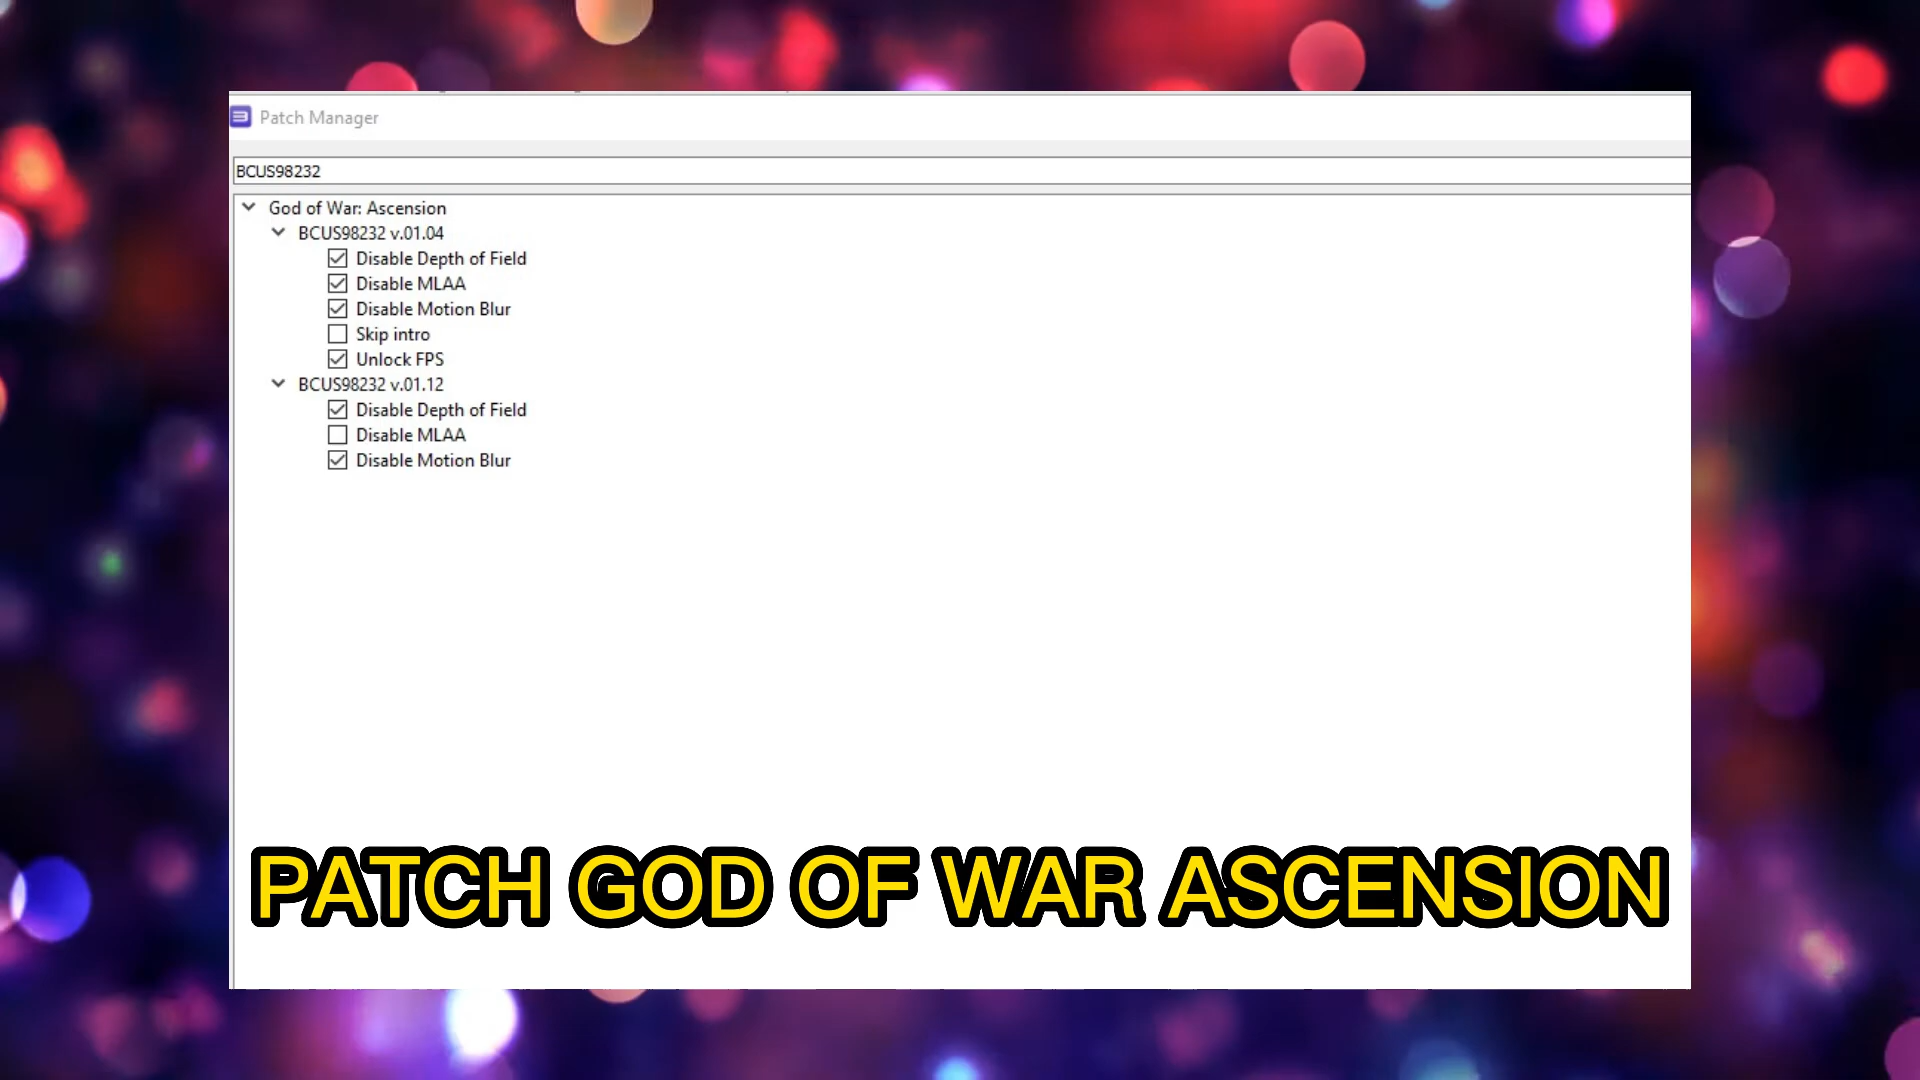 Patch Manager
BCUS98232
God of War: Ascension
BCUS98232 v.01.04
Disable Depth of Field
Disable MLAA
Disable Motion Blur
Skip intro
Unlock FPS
BCUS98232 v.01.12
Disable Depth of Field
Disable MLAA
Disable Motion Blur
PATCH GOD OF WAR ASCENSION